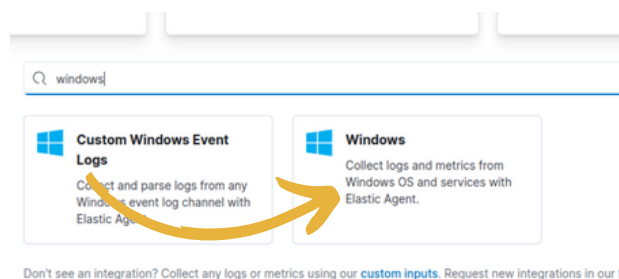 windows
Custom Windows Event
Logs
Collect and parse logs from any
Windows event log channel with
Elastic Agent.
Windows
Collect logs and metrics from
Windows OS and services with
Elastic Agent.
Don't see an integration? Collect any logs or metrics using our custom inputs. Request new integrations in our